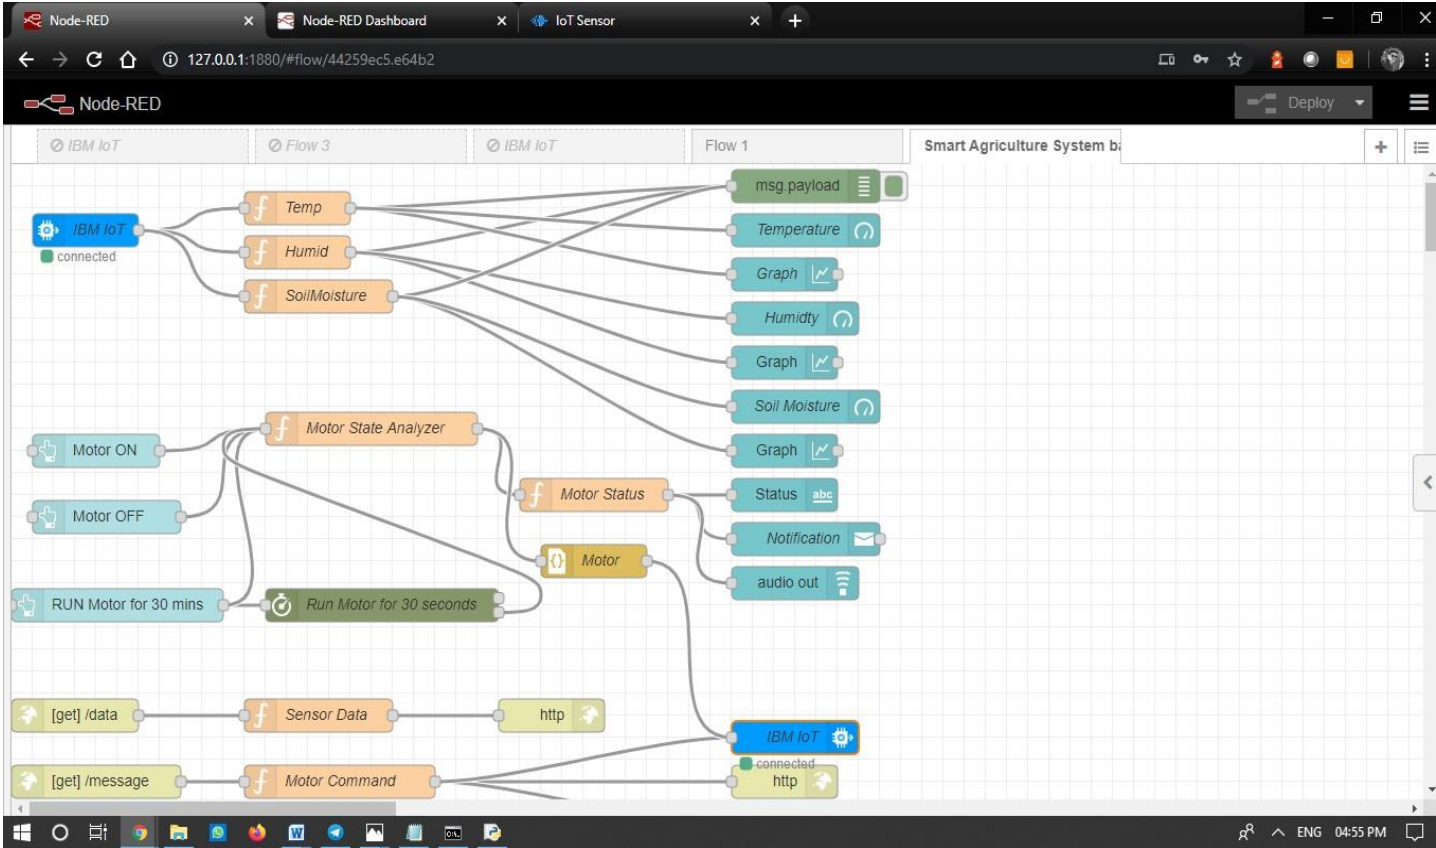 Node-RED
Node-RED Dashboard
IoT Sensor
127.0.0.1:1880/#flow/44259ec5.e64b2
Node-RED
Deploy
IBM IoT
Flow 3
IBM IoT
Flow 1
Smart Agriculture System ba
msg.payload
Temp
IBM IoT
connected
Temperature
Humid
Graph
SoilMoisture
Humidty
Graph
Soil Moisture
Motor State Analyzer
Motor ON
Graph
Motor Status
Status
abc
Motor OFF
Notification
Motor
audio out
RUN Motor for 30 mins
Run Motor for 30 seconds
[get] /data
Sensor Data
http
IBM IoT
connected
[get] /message
Motor Command
http
ENG
04:55 PM